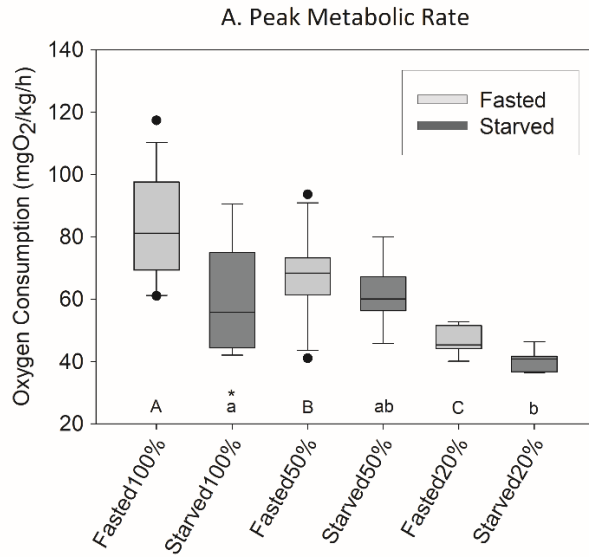 A. Peak Metabolic Rate
Oxygen Consumption (mgO₂/kg/h)
140
120
100
80
60
40
20
Fasted
Starved
*
A a B ab C b
Fasted100%
Starved100%
Fasted50%
Starved50%
Fasted20%
Starved20%